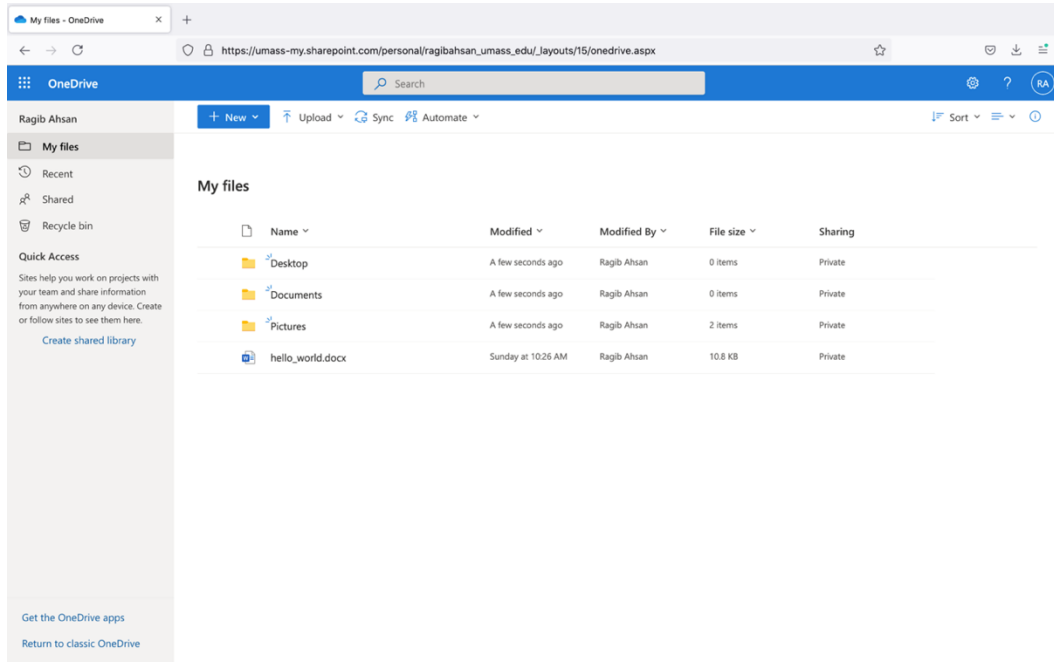 My files - OneDrive
https://umass-my.sharepoint.com/personal/ragibahsan_umass_edu/_layouts/15/onedrive.aspx
OneDrive
Search
? RA
Ragib Ahsan
+ New Upload Sync Automate
Sort
My files
Recent
Shared
Recycle bin
Quick Access
Sites help you work on projects with
your team and share information
from anywhere on any device. Create
or follow sites to see them here.
Create shared library
Get the OneDrive apps
Return to classic OneDrive
My files
Name Modified Modified By File size Sharing
Desktop A few seconds ago Ragib Ahsan 0 items Private
Documents A few seconds ago Ragib Ahsan 0 items Private
Pictures A few seconds ago Ragib Ahsan 2 items Private
hello_world.docx Sunday at 10:26 AM Ragib Ahsan 10.8 KB Private